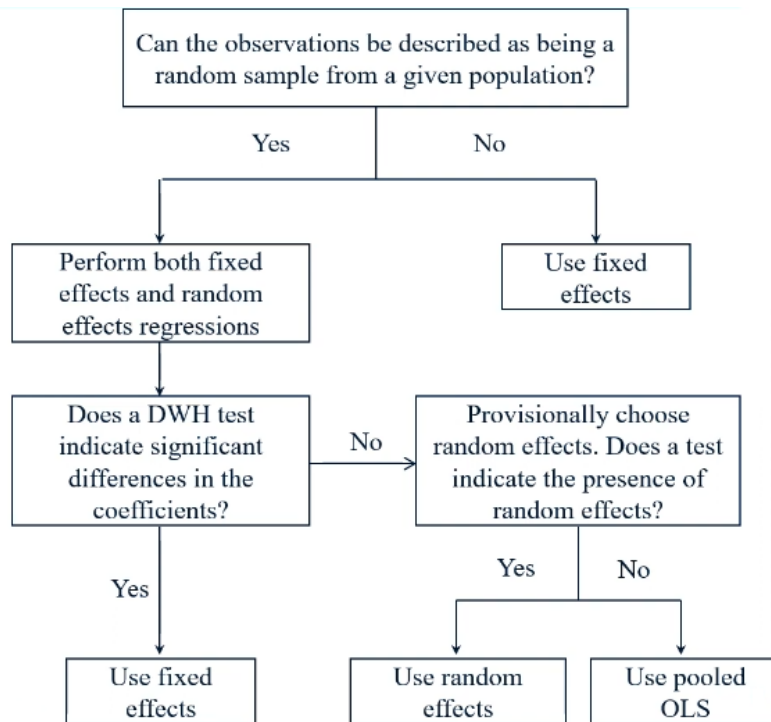 Can the observations be described as being a
random sample from a given population?
Yes
No
Perform both fixed
effects and random
effects regressions
Use fixed
effects
Does a DWH test
indicate significant
differences in the
coefficients?
No
Provisionally choose
random effects. Does a test
indicate the presence of
random effects?
Yes
Yes
No
Use fixed
effects
Use random
effects
Use pooled
OLS